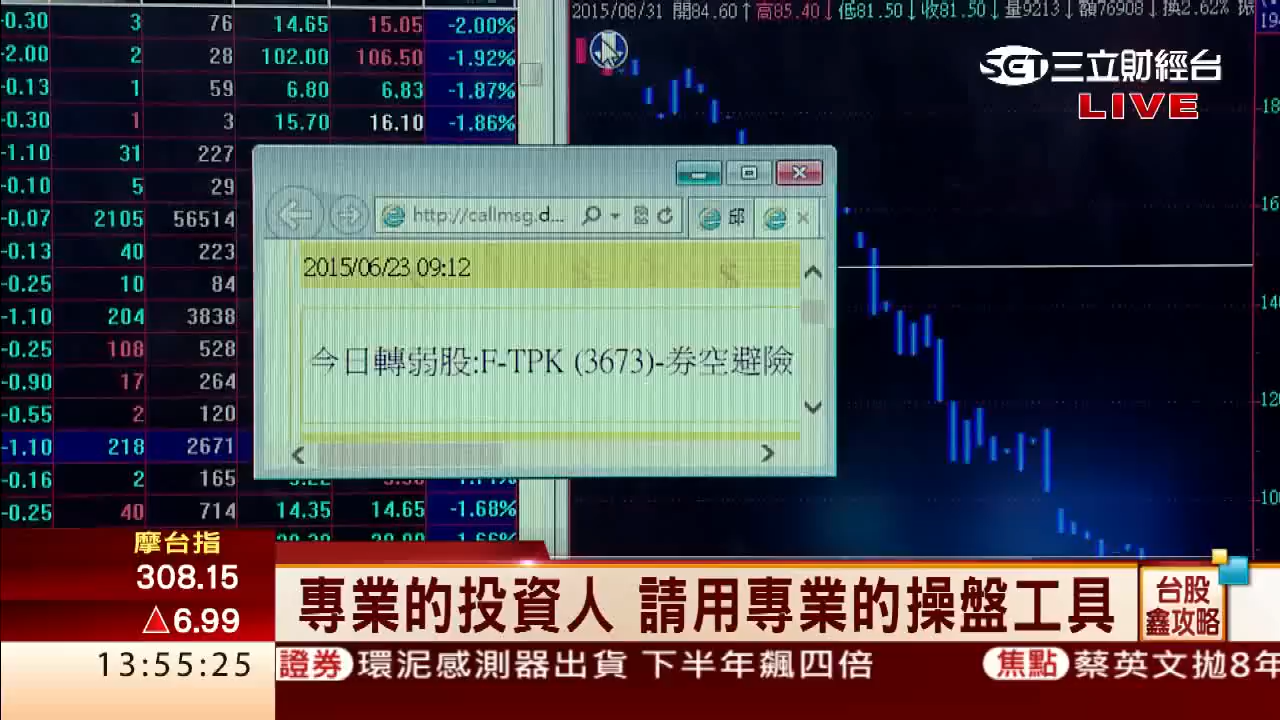 -0.30 3 76 14.65 15.05 -2.00%
-2.00 2 28 102.00 106.50 -1.92%
-0.13 1 59 6.80 6.83 -1.87%
-0.30 1 3 15.70 16.10 -1.86%
-1.10 31 227
-0.10 5 29
-0.07 2105 56514
-0.13 40 223
-0.25 10 84
-1.10 204 3838
-0.25 108 528
-0.90 17 264
-0.55 2 120
-1.10 218 2671
-0.16 2 165
-0.25 40 714 14.35 14.65 -1.68%
2015/08/31 開84.60↑高85.40↓低81.50↓收81.50↓量9213↓額76908↓換2.62% 振
SET 三立財經台
LIVE
http://callmsg.d... 邱
2015/06/23 09:12
今日轉弱股:F-TPK (3673)-券空避險
摩台指
308.15
△6.99
13:55:25
專業的投資人 請用專業的操盤工具
台股
鑫攻略
證券 環泥感測器出貨 下半年飆四倍 焦點 蔡英文拋8年